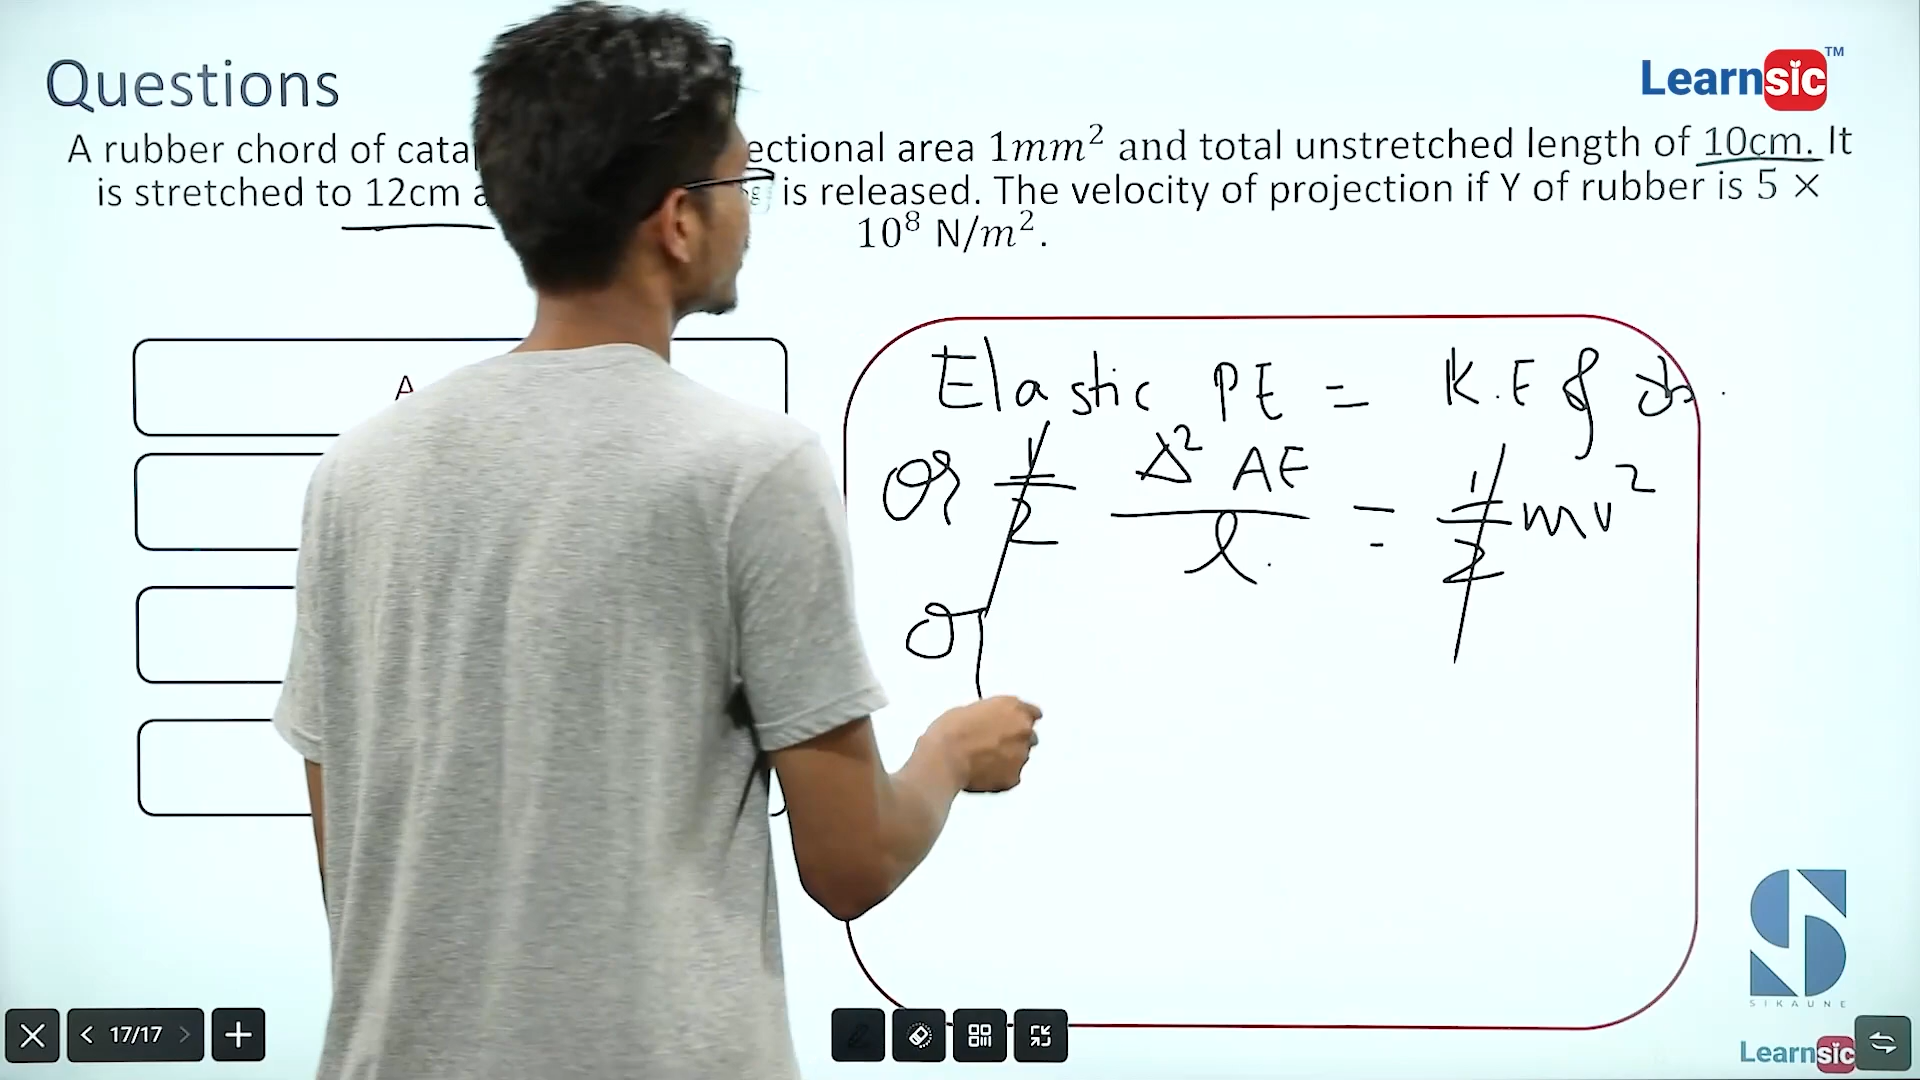 Questions
Learnsic™
A rubber chord of cata ectional area 1mm² and total unstretched length of 10cm. It
is stretched to 12cm a is released. The velocity of projection if Y of rubber is 5 ×
10⁸ N/m².
A
Elastic PE = K.E of
or 1/2 Δ² AE / l = 1/2 mv²
or
SIKAUNE
17/17
Learnsic